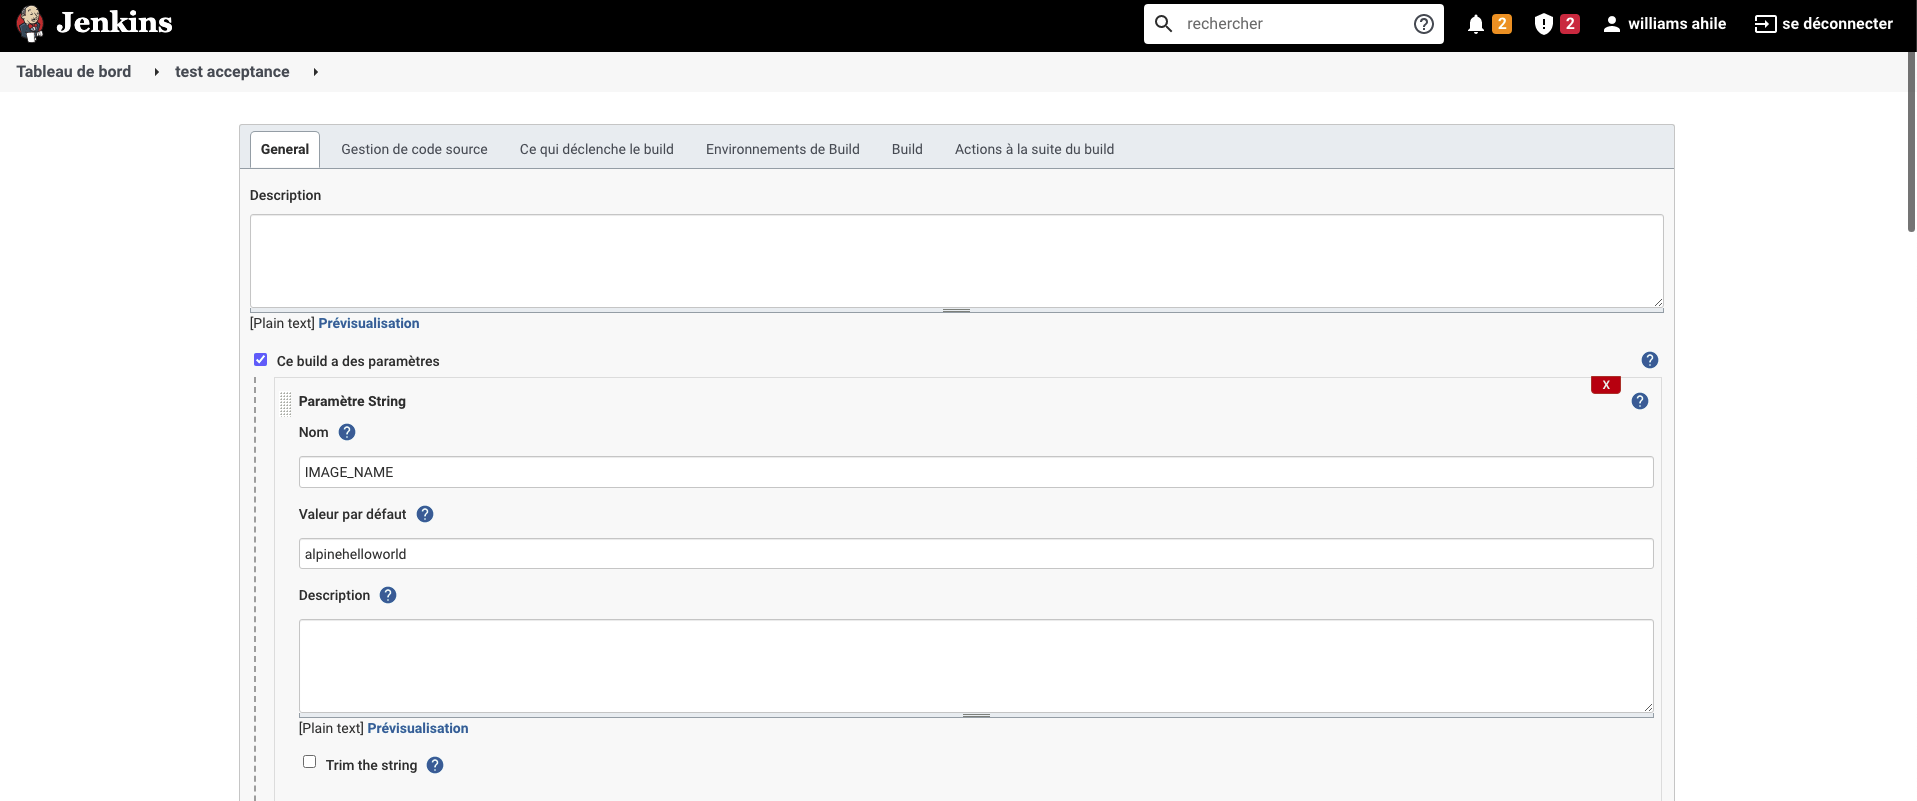 Jenkins
rechercher ?
2
2
williams ahile
se déconnecter
Tableau de bord
test acceptance
General
Gestion de code source
Ce qui déclenche le build
Environnements de Build
Build
Actions à la suite du build
Description
[Plain text] Prévisualisation
Ce build a des paramètres ?
X
Paramètre String ?
Nom ?
IMAGE_NAME
Valeur par défaut ?
alpinehelloworld
Description ?
[Plain text] Prévisualisation
Trim the string ?